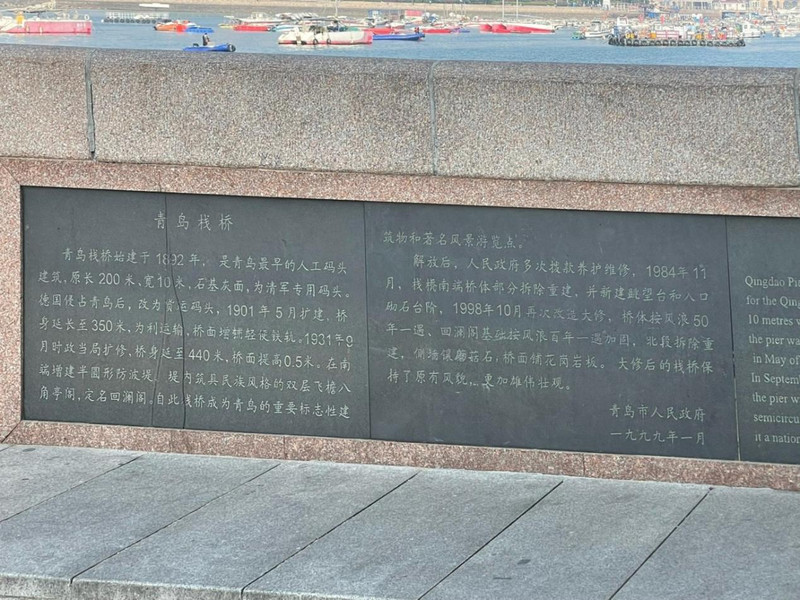 青岛栈桥
青岛栈桥始建于1892年，是青岛最早的人工码头
建筑，原长200米，宽10米，石基灰面，为清军专用码头。
德国侵占青岛后，改为货运码头，1901年5月扩建，桥
身延长至350米，为利运输，桥面增铺轻便铁轨。1931年9
月时政当局扩修，桥身延至440米，桥面提高0.5米。在南
端增建半圆形防波堤，堤内筑具民族风格的双层飞檐八
角亭阁，定名回澜阁。自此栈桥成为青岛的重要标志性建
筑物和著名风景游览点。
解放后，人民政府多次拨款养护维修，1984年11
月，栈桥南端桥体部分拆除重建，并新建眺望台和入口
砌石台阶，1998年10月再次改造大修，桥体按风浪50
年一遇，回澜阁基础按风浪百年一遇加固，北段拆除重
建，侧墙镶蘑菇石，桥面铺花岗岩板。大修后的栈桥保
持了原有风貌，更加雄伟壮观。
青岛市人民政府
一九九九年一月
Qingdao
for the Qing
10 metres
the pier wa
in May of
In Septem
the pier w
semicircu
it a nation